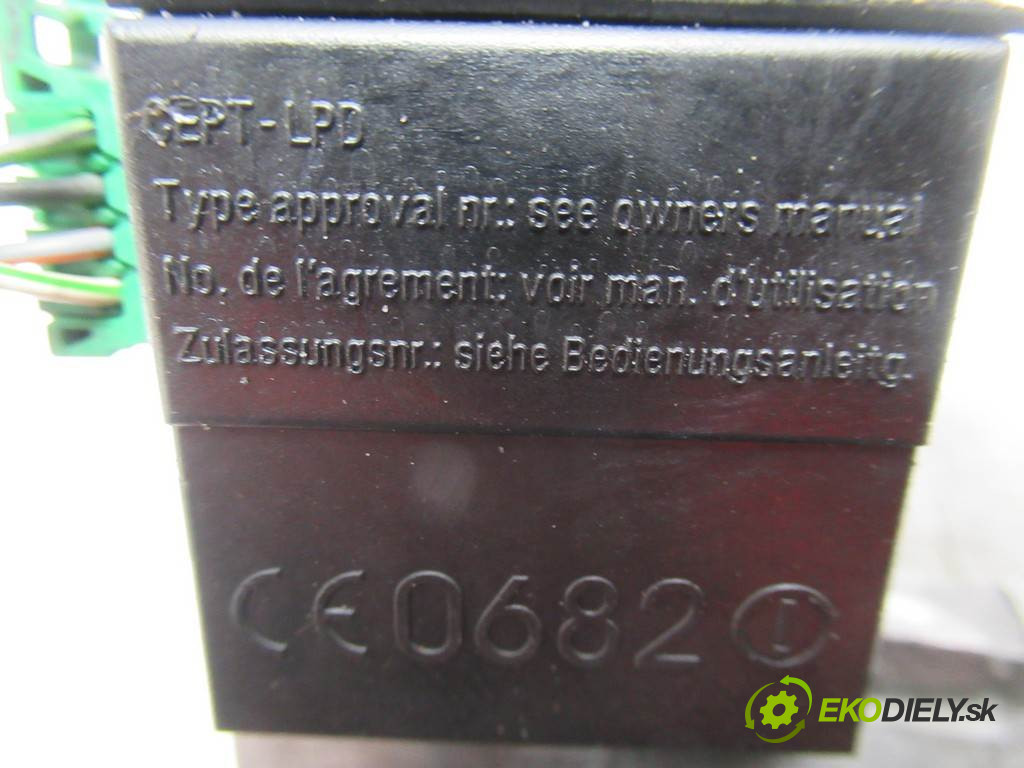 CEPT-LPD
Type approval nr.: see owners manual
No. de l'agrement: voir man. d'utilisation
Zulassungsnr.: siehe Bedienungsanleitg.
CE0682
EKODIELY.sk